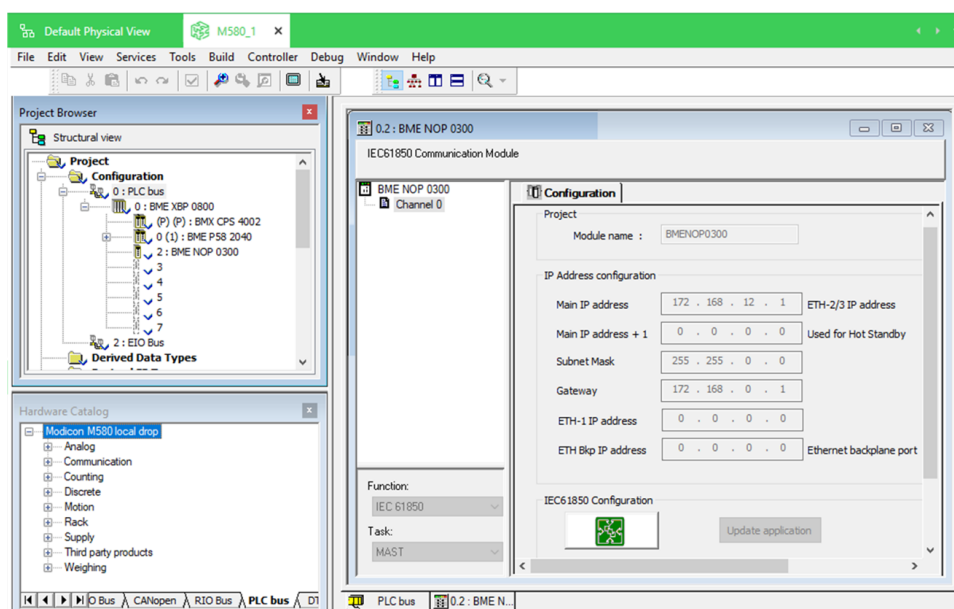 Default Physical View
M580_1
File Edit View Services Tools Build Controller Debug Window Help
Project Browser
Structural view
Project
Configuration
0 : PLC bus
0 : BME XBP 0800
(P) (P) : BMX CPS 4002
0 (1) : BME P58 2040
2 : BME NOP 0300
3
4
5
6
7
2 : EIO Bus
Derived Data Types
Hardware Catalog
Modicon M580 local drop
Analog
Communication
Counting
Discrete
Motion
Rack
Supply
Third party products
Weighing
O Bus CANopen RIO Bus PLC bus
0.2 : BME NOP 0300
IEC61850 Communication Module
BME NOP 0300
Channel 0
Function:
IEC 61850
Task:
MAST
Configuration
Project
Module name : BMENOP0300
IP Address configuration
Main IP address 172 . 168 . 12 . 1 ETH-2/3 IP address
Main IP address + 1 0 . 0 . 0 . 0 Used for Hot Standby
Subnet Mask 255 . 255 . 0 . 0
Gateway 172 . 168 . 0 . 1
ETH-1 IP address 0 . 0 . 0 . 0
ETH Bkp IP address 0 . 0 . 0 . 0 Ethernet backplane port
IEC61850 Configuration
Update application
PLC bus 0.2 : BME N...